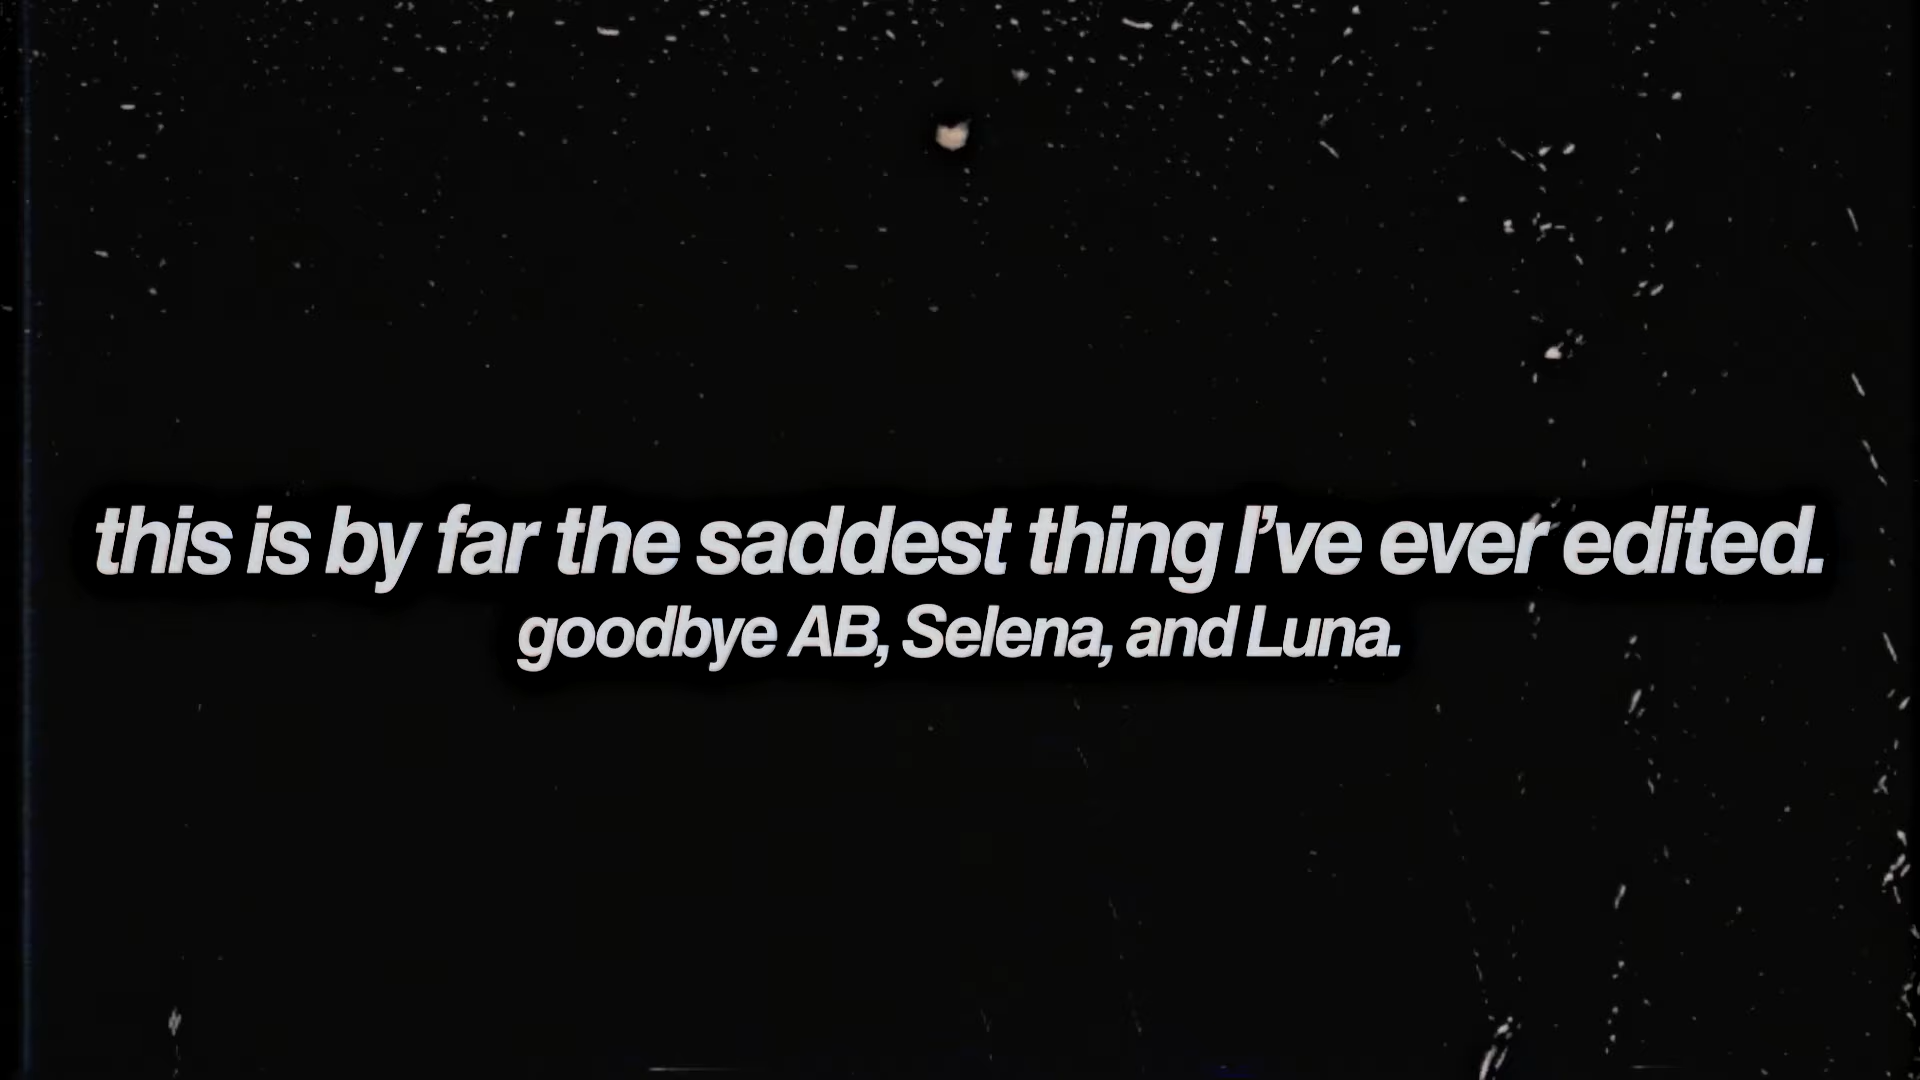 this is by far the saddest thing I’ve ever edited.
goodbye AB, Selena, and Luna.